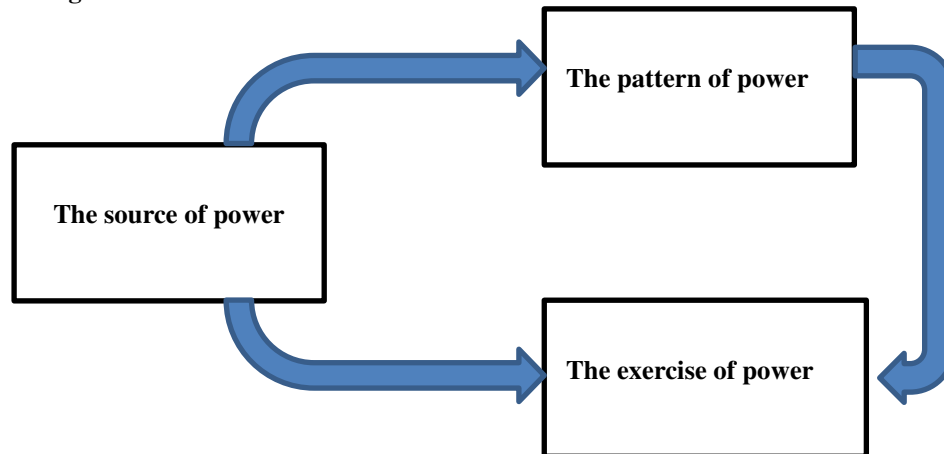 The pattern of power
The source of power
The exercise of power